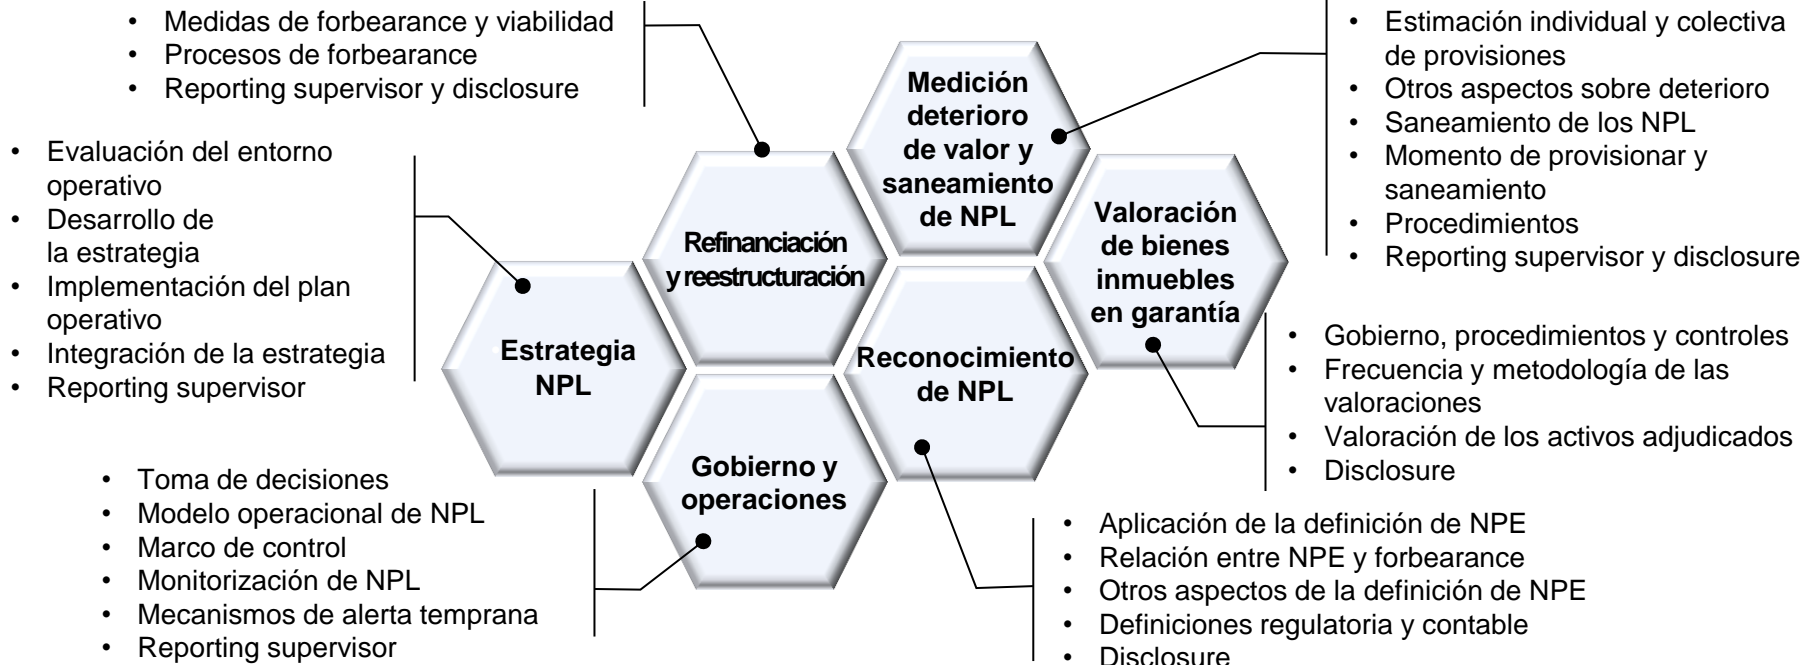 • Medidas de forbearance y viabilidad
• Procesos de forbearance
• Reporting supervisor y disclosure
• Evaluación del entorno
operativo
• Desarrollo de
la estrategia
• Implementación del plan
operativo
• Integración de la estrategia
• Reporting supervisor
• Toma de decisiones
• Modelo operacional de NPL
• Marco de control
• Monitorización de NPL
• Mecanismos de alerta temprana
• Reporting supervisor
Estrategia
NPL
Refinanciación
y reestructuración
Gobierno y
operaciones
Medición
deterioro
de valor y
saneamiento
de NPL
Reconocimiento
de NPL
Valoración
de bienes
inmuebles
en garantía
• Estimación individual y colectiva
de provisiones
• Otros aspectos sobre deterioro
• Saneamiento de los NPL
• Momento de provisionar y
saneamiento
• Procedimientos
• Reporting supervisor y disclosure
• Gobierno, procedimientos y controles
• Frecuencia y metodología de las
valoraciones
• Valoración de los activos adjudicados
• Disclosure
• Aplicación de la definición de NPE
• Relación entre NPE y forbearance
• Otros aspectos de la definición de NPE
• Definiciones regulatoria y contable
• Disclosure